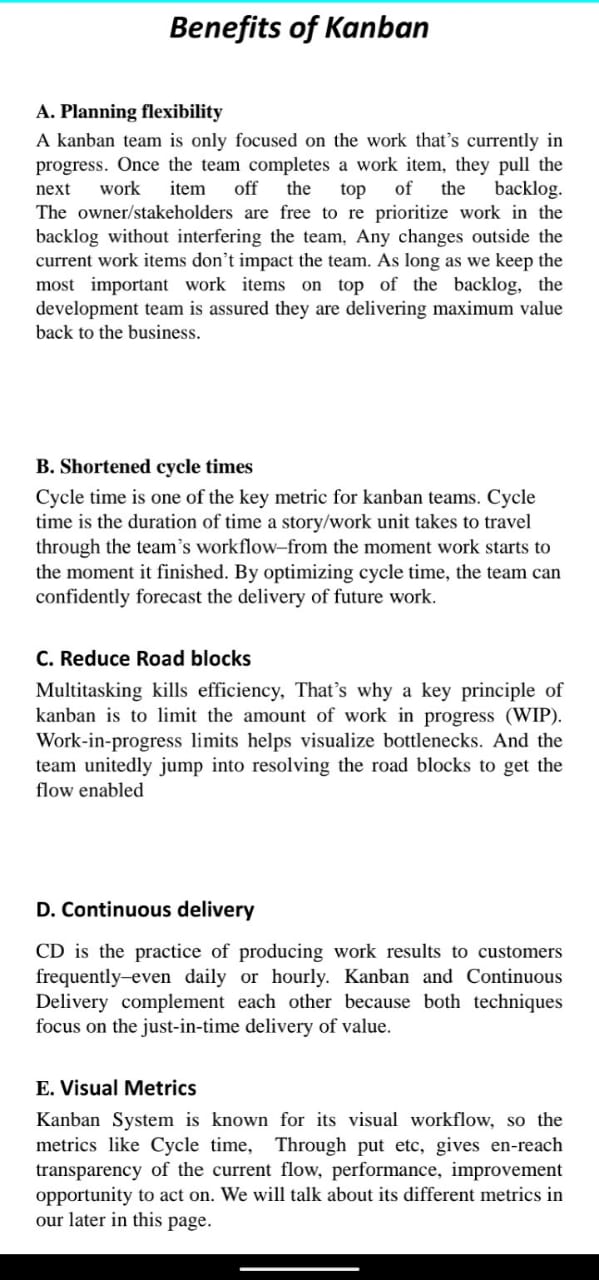 Benefits of Kanban
A. Planning flexibility
A kanban team is only focused on the work that's currently in
progress. Once the team completes a work item, they pull the
next work item off the top of the backlog.
The owner/stakeholders are free to re prioritize work in the
backlog without interfering the team, Any changes outside the
current work items don't impact the team. As long as we keep the
most important work items on top of the backlog, the
development team is assured they are delivering maximum value
back to the business.
B. Shortened cycle times
Cycle time is one of the key metric for kanban teams. Cycle
time is the duration of time a story/work unit takes to travel
through the team's workflow–from the moment work starts to
the moment it finished. By optimizing cycle time, the team can
confidently forecast the delivery of future work.
C. Reduce Road blocks
Multitasking kills efficiency, That's why a key principle of
kanban is to limit the amount of work in progress (WIP).
Work-in-progress limits helps visualize bottlenecks. And the
team unitedly jump into resolving the road blocks to get the
flow enabled
D. Continuous delivery
CD is the practice of producing work results to customers
frequently–even daily or hourly. Kanban and Continuous
Delivery complement each other because both techniques
focus on the just-in-time delivery of value.
E. Visual Metrics
Kanban System is known for its visual workflow, so the
metrics like Cycle time, Through put etc, gives en-reach
transparency of the current flow, performance, improvement
opportunity to act on. We will talk about its different metrics in
our later in this page.